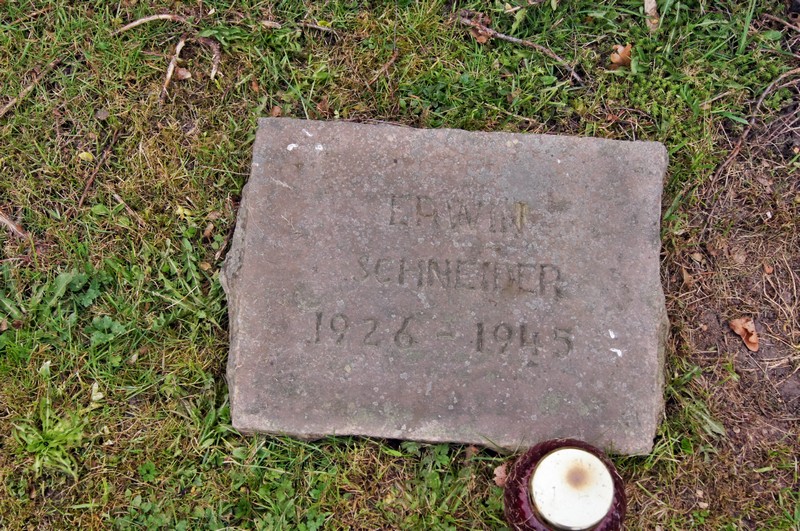 ERWIN
SCHNEIDER
1926 - 1945